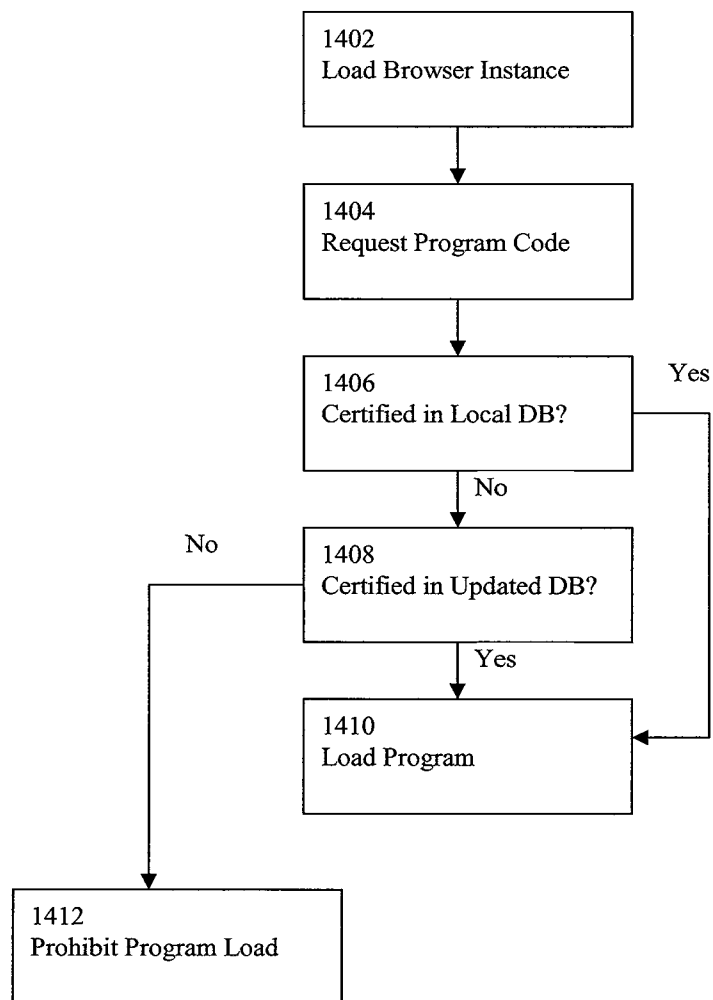 1402
Load Browser Instance
1404
Request Program Code
1406
Certified in Local DB?
Yes
No
1408
Certified in Updated DB?
No
Yes
1410
Load Program
1412
Prohibit Program Load